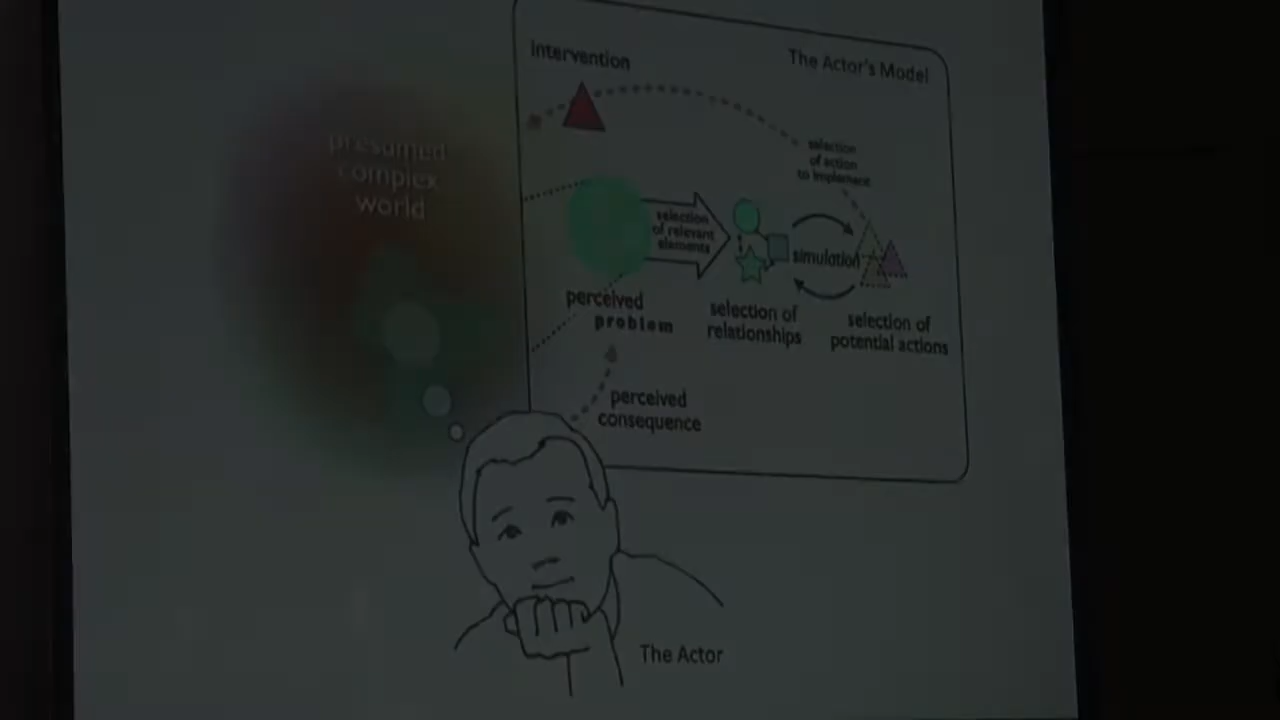 intervention
The Actor's Model
presumed
complex
world
selection
of action
to implement
selection
of relevant
elements
simulation
perceived
problem
selection of
relationships
selection of
potential actions
perceived
consequence
The Actor